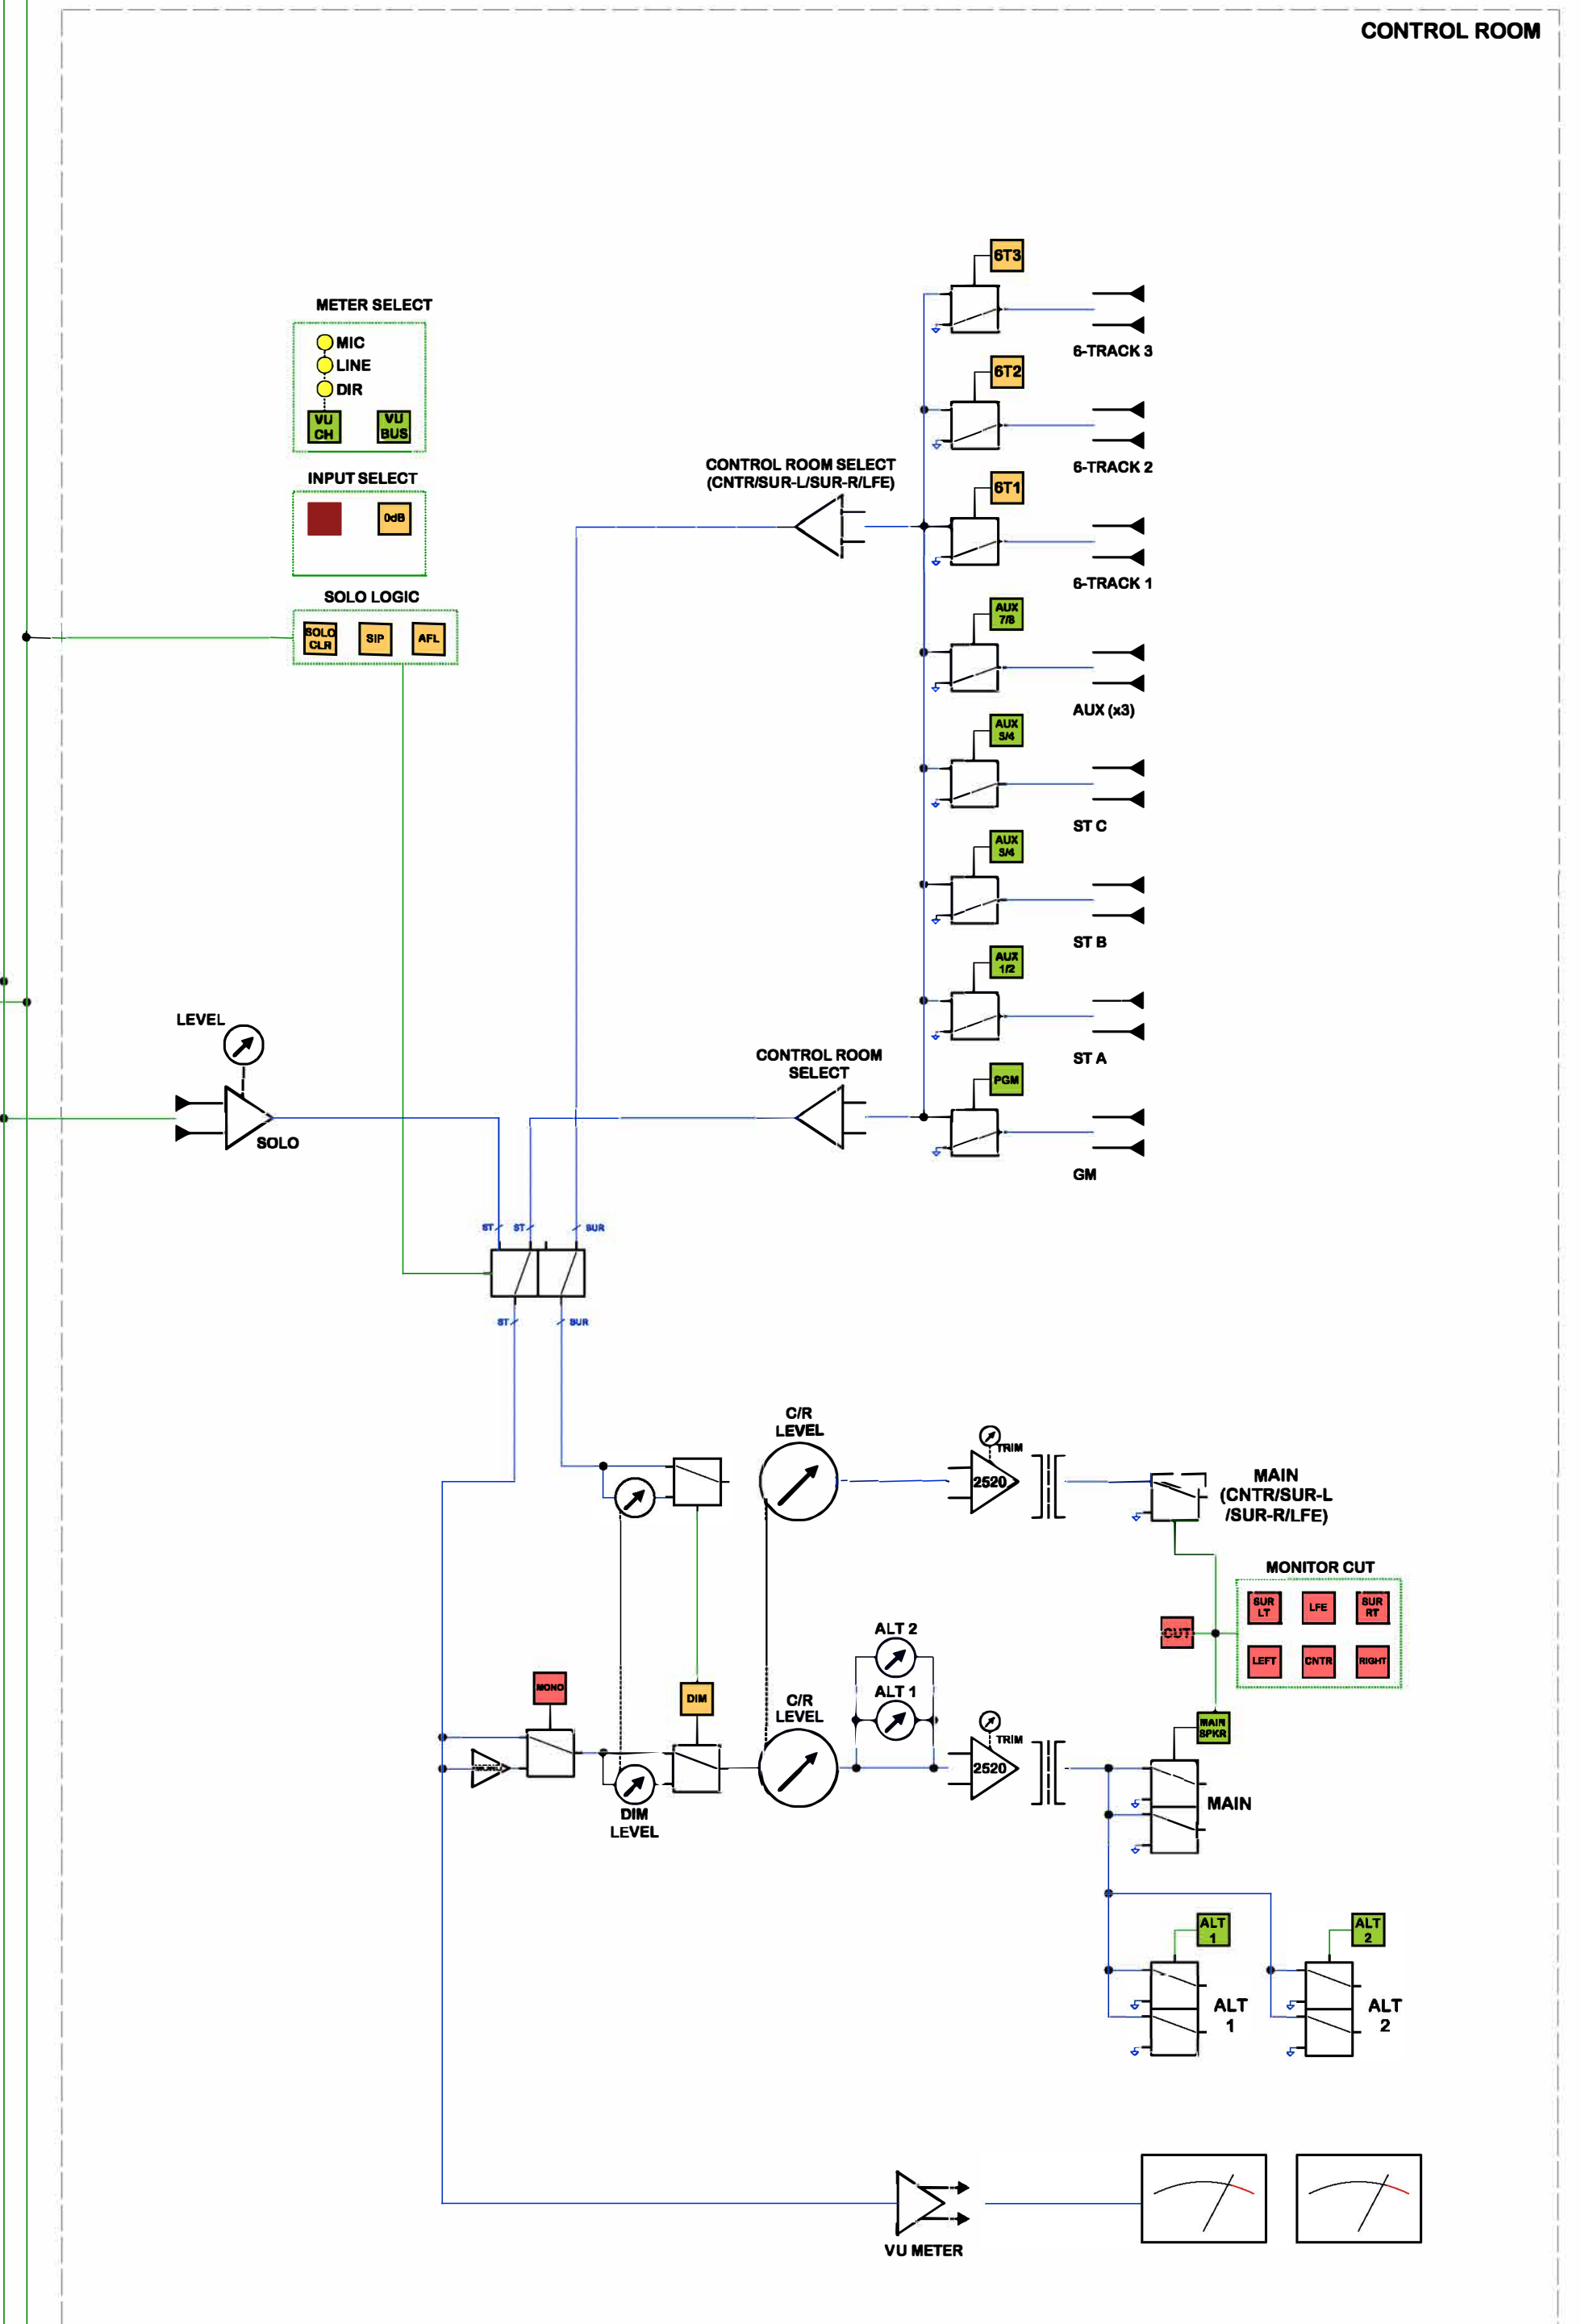 CONTROL ROOM
6T3
METER SELECT
MIC
LINE
DIR
VU
CH
VU
BUS
6-TRACK 3
6T2
6-TRACK 2
CONTROL ROOM SELECT
(CNTR/SUR-L/SUR-R/LFE)
INPUT SELECT
0dB
6T1
6-TRACK 1
SOLO LOGIC
SOLO
CLR
SIP
AFL
AUX
7/8
AUX (x3)
AUX
3/4
ST C
AUX
3/4
ST B
AUX
1/2
ST A
LEVEL
SOLO
CONTROL ROOM
SELECT
PGM
GM
ST
ST
SUR
ST
SUR
C/R
LEVEL
TRIM
2520
MAIN
(CNTR/SUR-L
/SUR-R/LFE)
MONITOR CUT
SUR
LT
LFE
SUR
RT
CUT
LEFT
CNTR
RIGHT
ALT 2
ALT 1
MONO
DIM
C/R
LEVEL
TRIM
2520
MAIN
SPKR
MAIN
DIM
LEVEL
ALT
1
ALT
2
ALT
1
ALT
2
VU METER